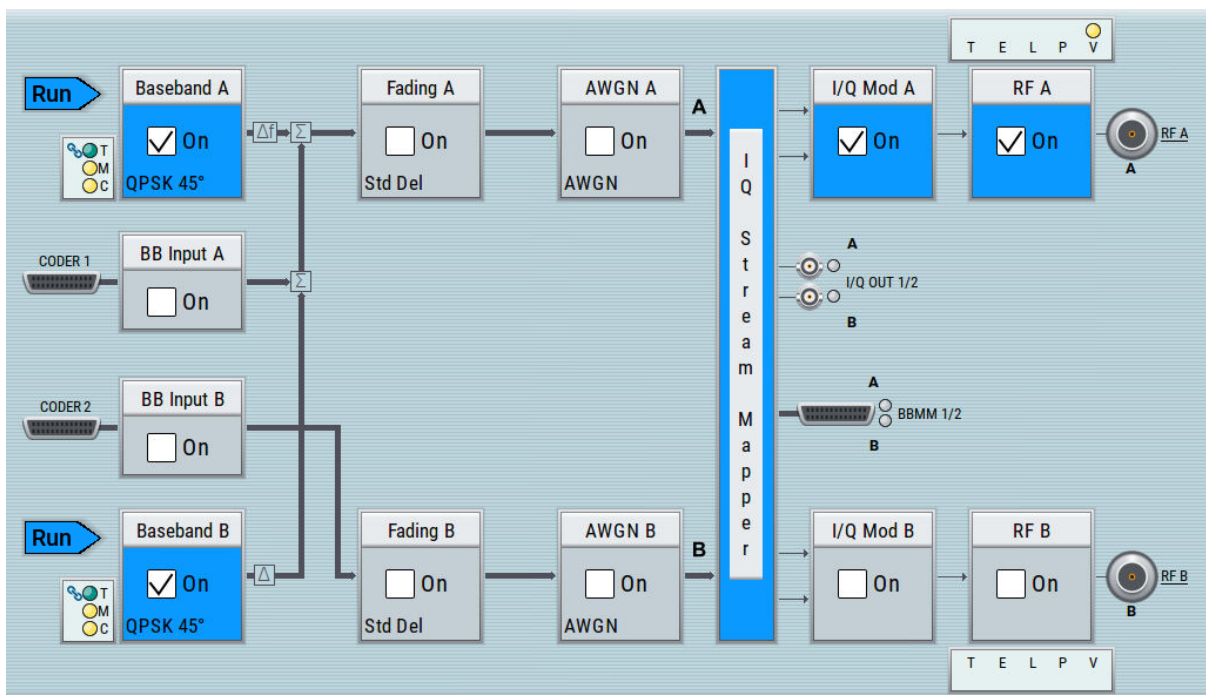 T E L P V
Run
Baseband A
On
QPSK 45°
T
M
C
Δf
Σ
Fading A
On
Std Del
AWGN A
On
AWGN
A
I/Q Mod A
On
RF A
On
RF A
A
CODER 1
BB Input A
On
Σ
I Q S t r e a m M a p p e r
A
I/Q OUT 1/2
B
CODER 2
BB Input B
On
A
BBMM 1/2
B
Run
Baseband B
On
QPSK 45°
T
M
C
Δ
Fading B
On
Std Del
AWGN B
On
AWGN
B
I/Q Mod B
On
RF B
On
RF B
B
T E L P V